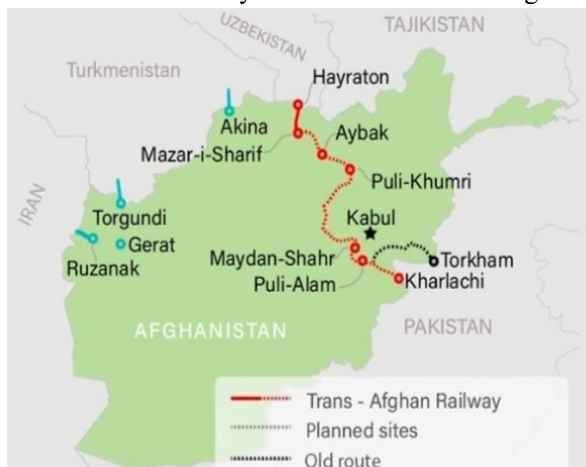 UZBEKISTAN
TAJIKISTAN
Turkmenistan
Hayraton
Akina
Aybak
Mazar-i-Sharif
Puli-Khumri
IRAN
Torgundi
Kabul
Gerat
Maydan-Shahr
Torkham
Ruzanak
Puli-Alam
Kharlachi
AFGHANISTAN
PAKISTAN
Trans - Afghan Railway
Planned sites
Old route